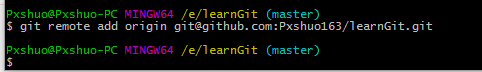 Pxshuo@Pxshuo-PC MINGW64 /e/learnGit (master)
$ git remote add origin git@github.com:Pxshuo163/learnGit.git
Pxshuo@Pxshuo-PC MINGW64 /e/learnGit (master)
$